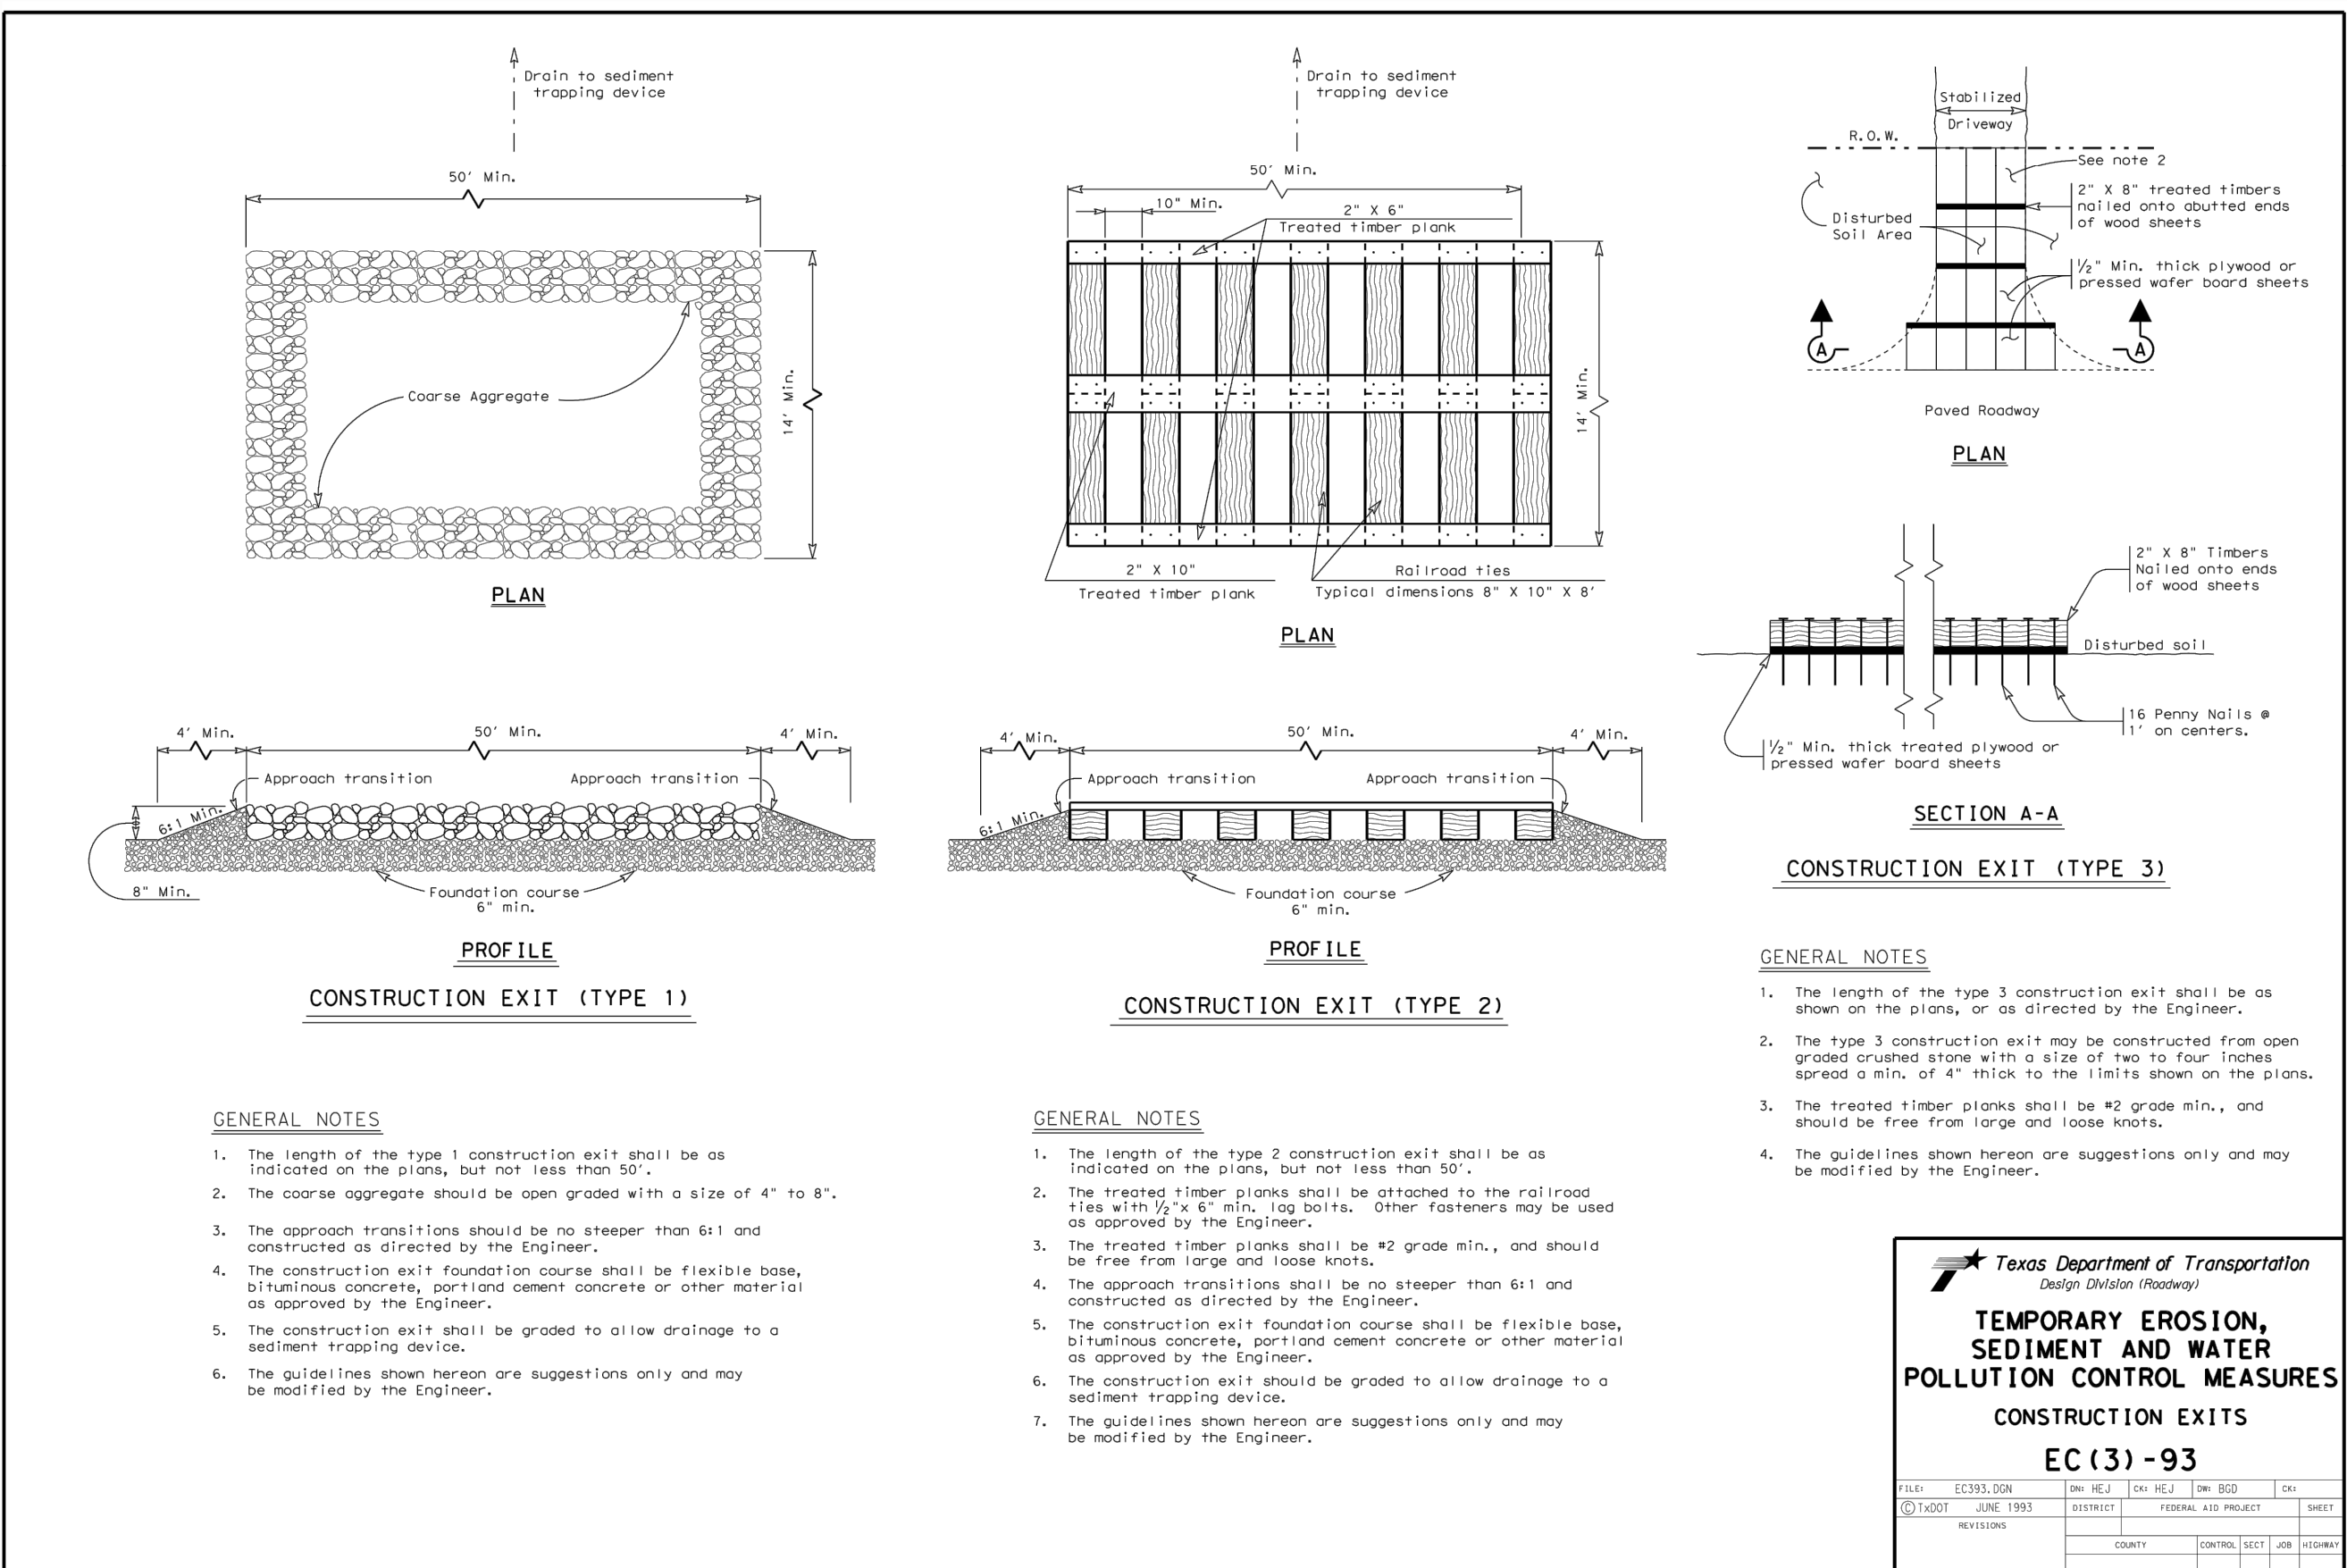 Drain to sediment
trapping device
50' Min.
14' Min.
Coarse Aggregate
PLAN
4' Min.
50' Min.
4' Min.
Approach transition
Approach transition
6:1 Min.
8" Min.
Foundation course
6" min.
PROFILE
CONSTRUCTION EXIT (TYPE 1)
GENERAL NOTES
1. The length of the type 1 construction exit shall be as
indicated on the plans, but not less than 50'.
2. The coarse aggregate should be open graded with a size of 4" to 8".
3. The approach transitions should be no steeper than 6:1 and
constructed as directed by the Engineer.
4. The construction exit foundation course shall be flexible base,
bituminous concrete, portland cement concrete or other material
as approved by the Engineer.
5. The construction exit shall be graded to allow drainage to a
sediment trapping device.
6. The guidelines shown hereon are suggestions only and may
be modified by the Engineer.
Drain to sediment
trapping device
50' Min.
10" Min.
2" X 6"
Treated timber plank
14' Min.
2" X 10"
Treated timber plank
Railroad ties
Typical dimensions 8" X 10" X 8'
PLAN
4' Min.
50' Min.
4' Min.
Approach transition
Approach transition
6:1 Min.
Foundation course
6" min.
PROFILE
CONSTRUCTION EXIT (TYPE 2)
GENERAL NOTES
1. The length of the type 2 construction exit shall be as
indicated on the plans, but not less than 50'.
2. The treated timber planks shall be attached to the railroad
ties with ½"x 6" min. lag bolts. Other fasteners may be used
as approved by the Engineer.
3. The treated timber planks shall be #2 grade min., and should
be free from large and loose knots.
4. The approach transitions shall be no steeper than 6:1 and
constructed as directed by the Engineer.
5. The construction exit foundation course shall be flexible base,
bituminous concrete, portland cement concrete or other material
as approved by the Engineer.
6. The construction exit should be graded to allow drainage to a
sediment trapping device.
7. The guidelines shown hereon are suggestions only and may
be modified by the Engineer.
Stabilized
Driveway
R.O.W.
See note 2
2" X 8" treated timbers
nailed onto abutted ends
of wood sheets
Disturbed
Soil Area
½" Min. thick plywood or
pressed wafer board sheets
A
A
Paved Roadway
PLAN
2" X 8" Timbers
Nailed onto ends
of wood sheets
Disturbed soil
16 Penny Nails @
1' on centers.
½" Min. thick treated plywood or
pressed wafer board sheets
SECTION A-A
CONSTRUCTION EXIT (TYPE 3)
GENERAL NOTES
1. The length of the type 3 construction exit shall be as
shown on the plans, or as directed by the Engineer.
2. The type 3 construction exit may be constructed from open
graded crushed stone with a size of two to four inches
spread a min. of 4" thick to the limits shown on the plans.
3. The treated timber planks shall be #2 grade min., and
should be free from large and loose knots.
4. The guidelines shown hereon are suggestions only and may
be modified by the Engineer.
Texas Department of Transportation
Design Division (Roadway)
TEMPORARY EROSION,
SEDIMENT AND WATER
POLLUTION CONTROL MEASURES
CONSTRUCTION EXITS
EC(3)-93
FILE: EC393.DGN DN: HEJ CK: HEJ DW: BGD CK:
© TxDOT JUNE 1993 DISTRICT FEDERAL AID PROJECT SHEET
REVISIONS
COUNTY CONTROL SECT JOB HIGHWAY